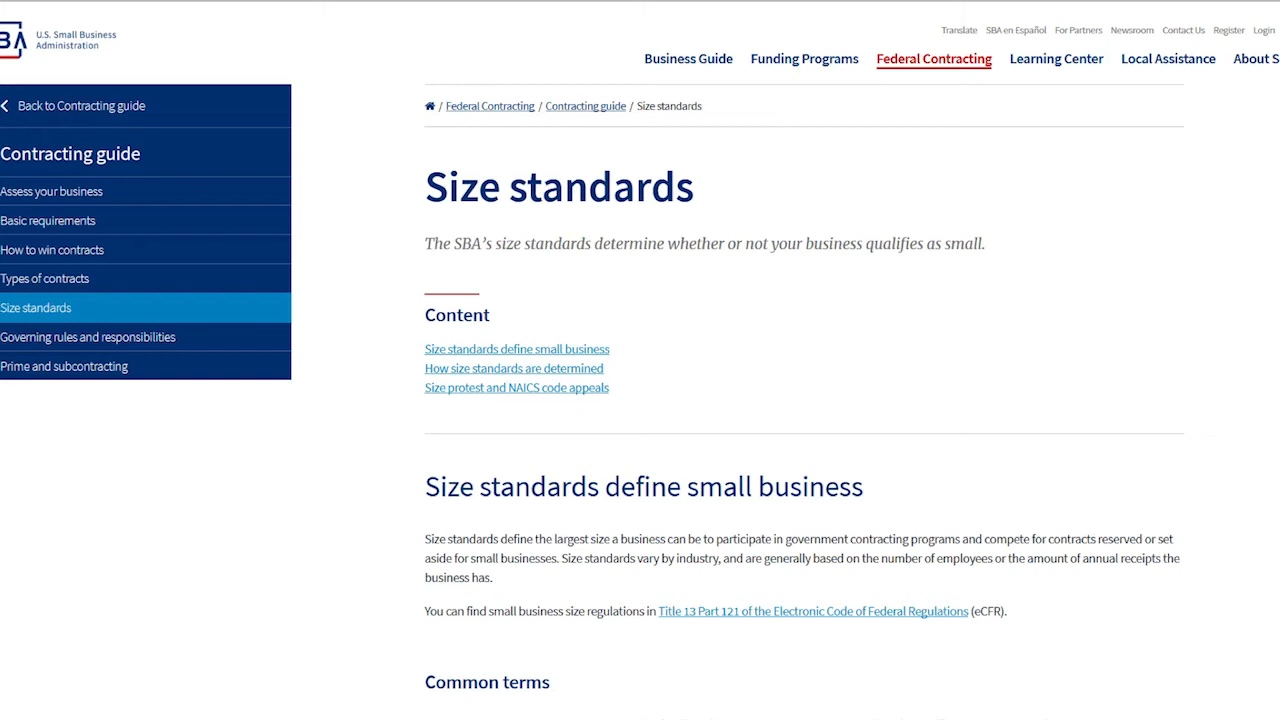 BA
U.S. Small Business
Administration
Translate SBA en Español For Partners Newsroom Contact Us Register Login
Business Guide Funding Programs Federal Contracting Learning Center Local Assistance About S
Back to Contracting guide
Contracting guide
Assess your business
Basic requirements
How to win contracts
Types of contracts
Size standards
Governing rules and responsibilities
Prime and subcontracting
/ Federal Contracting / Contracting guide / Size standards
Size standards
The SBA's size standards determine whether or not your business qualifies as small.
Content
Size standards define small business
How size standards are determined
Size protest and NAICS code appeals
Size standards define small business
Size standards define the largest size a business can be to participate in government contracting programs and compete for contracts reserved or set
aside for small businesses. Size standards vary by industry, and are generally based on the number of employees or the amount of annual receipts the
business has.
You can find small business size regulations in Title 13 Part 121 of the Electronic Code of Federal Regulations (eCFR).
Common terms